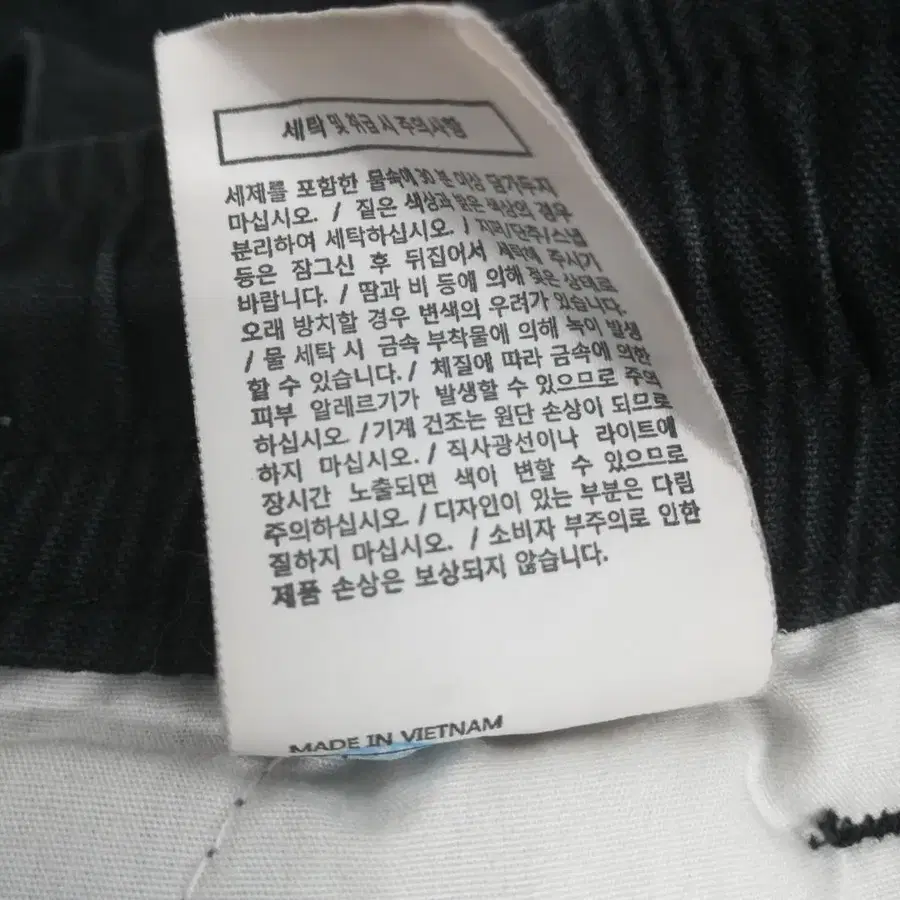 세탁 및 취급 시 주의사항
세제를 포함한 물속에 30 분 이상 담가두지
마십시오. / 짙은 색상과 밝은 색상의 경우
분리하여 세탁하십시오. / 지퍼/단추/스냅
등은 잠그신 후 뒤집어서 세탁해 주시기
바랍니다. / 땀과 비 등에 의해 젖은 상태로
오래 방치할 경우 변색의 우려가 있습니다.
/ 물 세탁 시 금속 부착물에 의해 녹이 발생
할 수 있습니다. / 체질에 따라 금속에 의한
피부 알레르기가 발생할 수 있으므로 주의
하십시오. / 기계 건조는 원단 손상이 되므로
하지 마십시오. / 직사광선이나 라이트에
장시간 노출되면 색이 변할 수 있으므로
주의하십시오. / 디자인이 있는 부분은 다림
질하지 마십시오. / 소비자 부주의로 인한
제품 손상은 보상되지 않습니다.
MADE IN VIETNAM